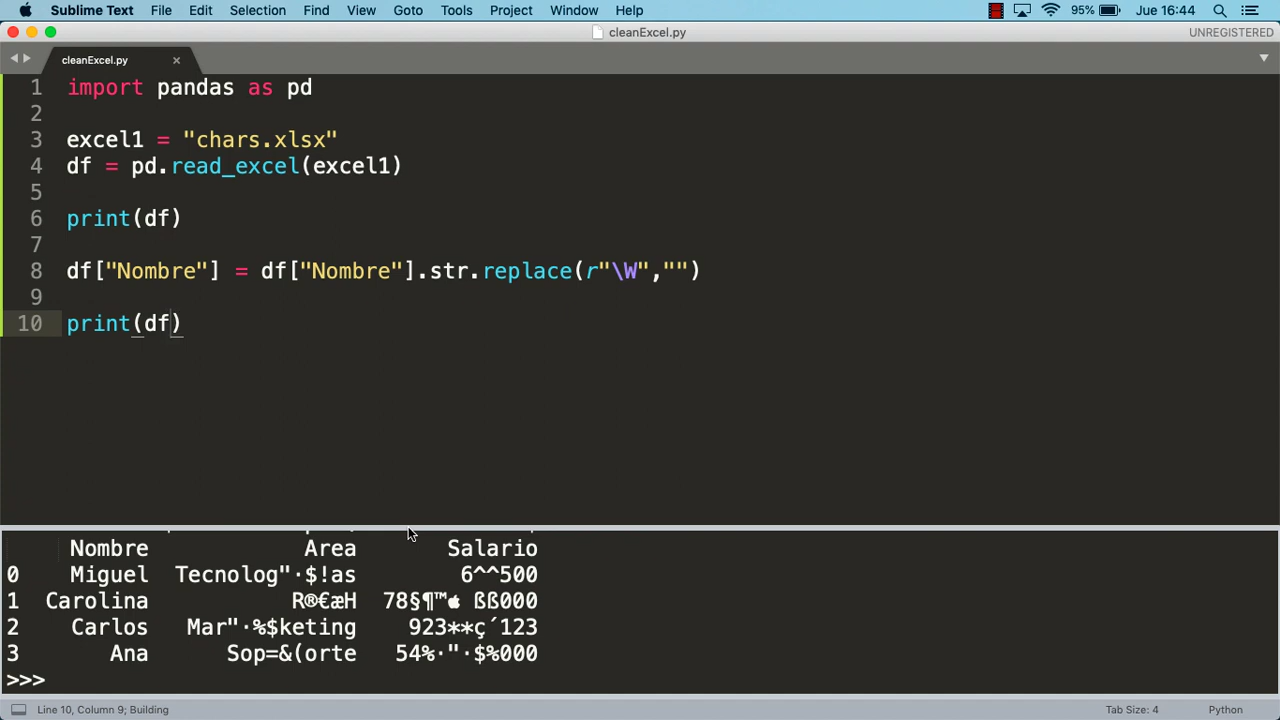 Sublime Text File Edit Selection Find View Goto Tools Project Window Help 95% Jue 16:44
cleanExcel.py UNREGISTERED
cleanExcel.py
1 import pandas as pd
2
3 excel1 = "chars.xlsx"
4 df = pd.read_excel(excel1)
5
6 print(df)
7
8 df["Nombre"] = df["Nombre"].str.replace(r"\W","")
9
10 print(df)
Nombre Area Salario
0 Miguel Tecnolog"·$!as 6^^500
1 Carolina R®€æH 78§¶™ ßß000
2 Carlos Mar"·%$keting 923**ç´123
3 Ana Sop=&(orte 54%·"·$%000
>>>
Line 10, Column 9; Building Tab Size: 4 Python